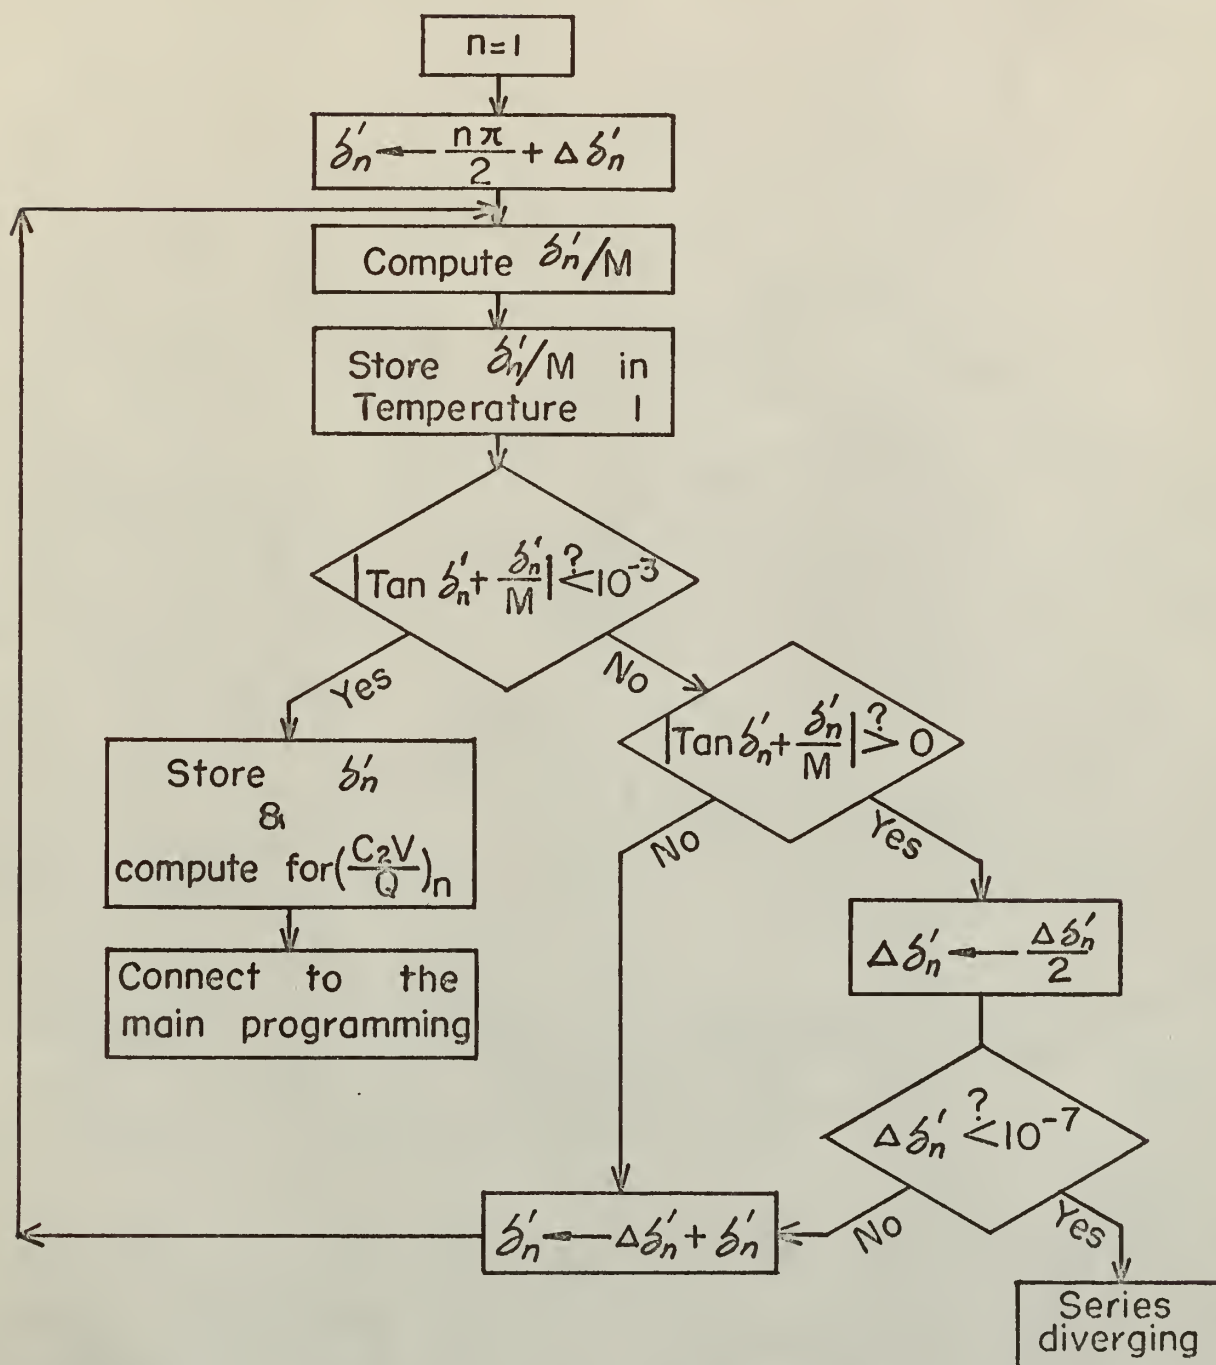 n=1
δ'n ← nπ/2 + Δ δ'n
Compute δ'n/M
Store δ'n/M in
Temperature 1
|Tan δ'n + δ'n/M| ?< 10⁻³
Yes
No
|Tan δ'n + δ'n/M| ?> 0
Store δ'n
&
compute for (C₂V/Q)n
No
Yes
Connect to the
main programming
Δδ'n ← Δδ'n/2
Δδ'n ?< 10⁻⁷
δ'n ← Δδ'n + δ'n
No
Yes
Series
diverging